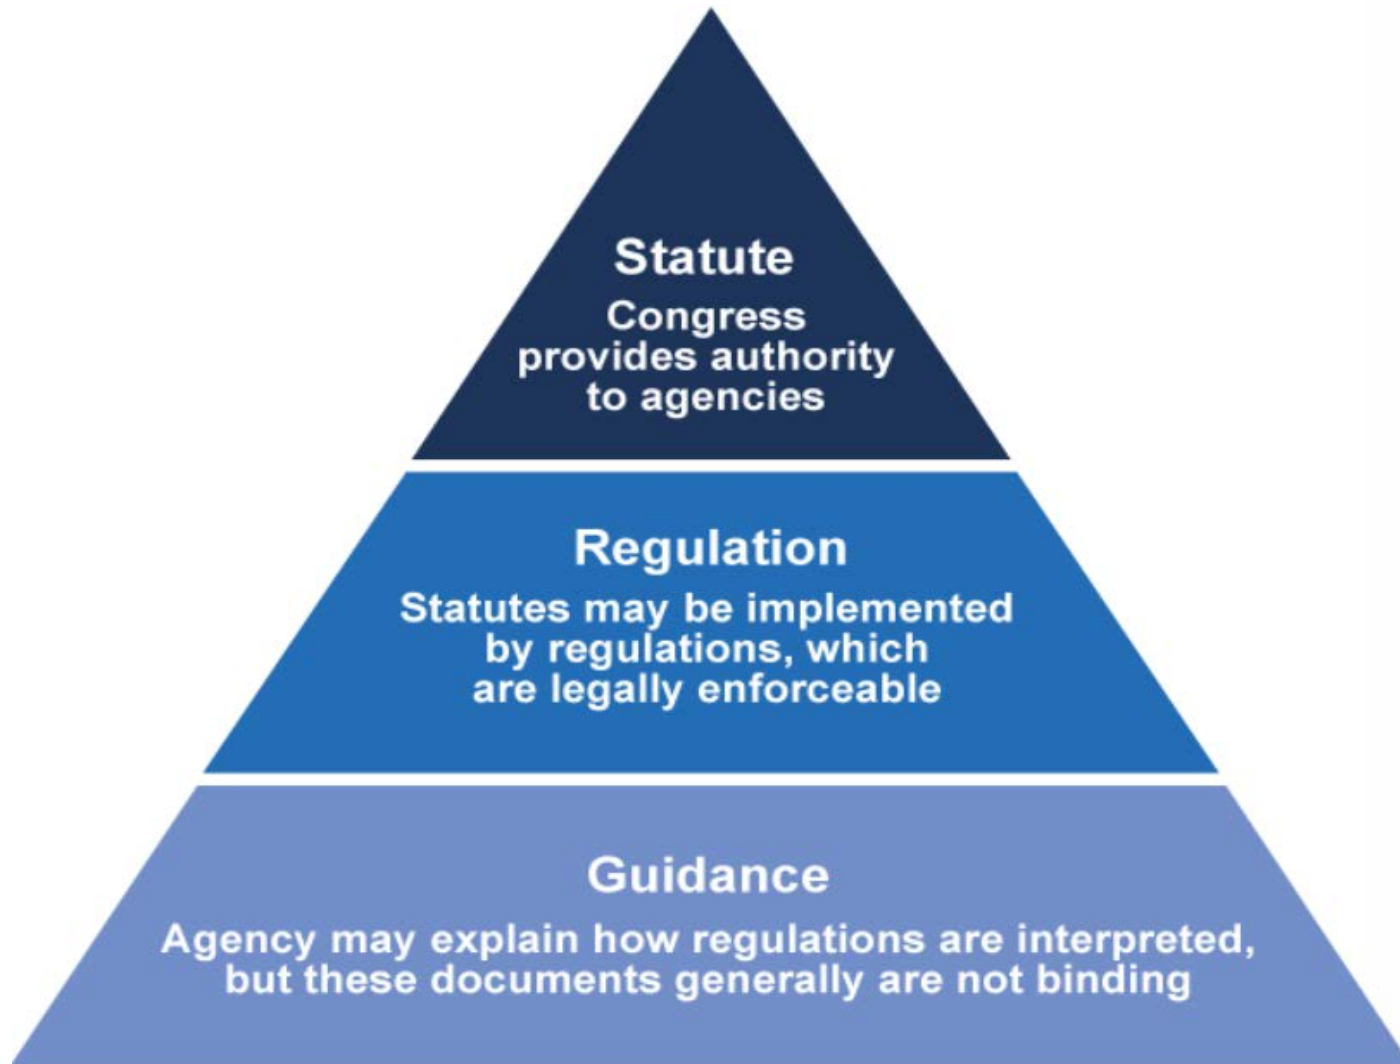 Statute
Congress
provides authority
to agencies
Regulation
Statutes may be implemented
by regulations, which
are legally enforceable
Guidance
Agency may explain how regulations are interpreted,
but these documents generally are not binding